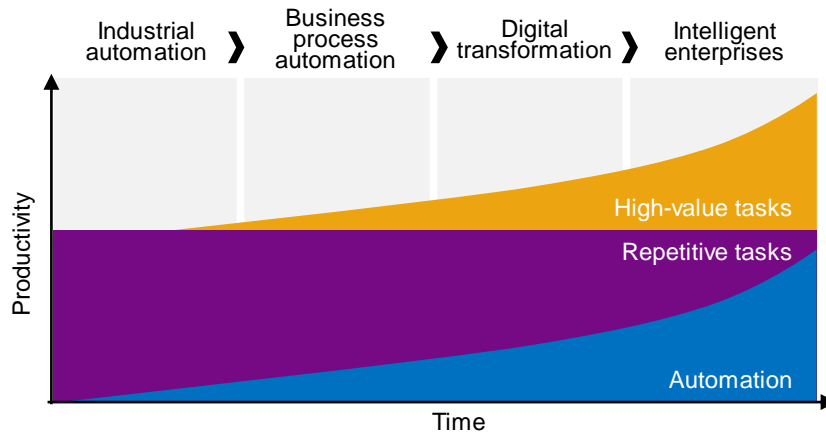 Industrial
automation
Business
process
automation
Digital
transformation
Intelligent
enterprises
Productivity
High-value tasks
Repetitive tasks
Automation
Time